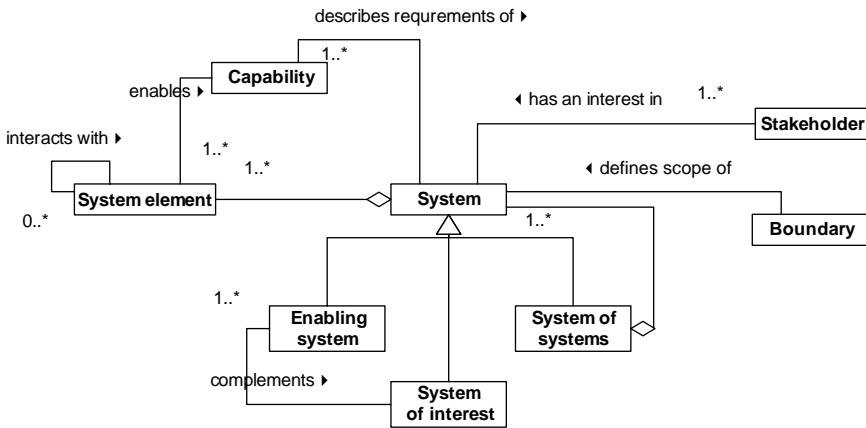 describes requrements of ▸
1..*
Capability
enables ▸
◂ has an interest in
1..*
Stakeholder
interacts with ▸
1..*
1..*
◂ defines scope of
System element
System
0..*
1..*
Boundary
1..*
Enabling
system
System of
systems
complements ▸
System
of interest